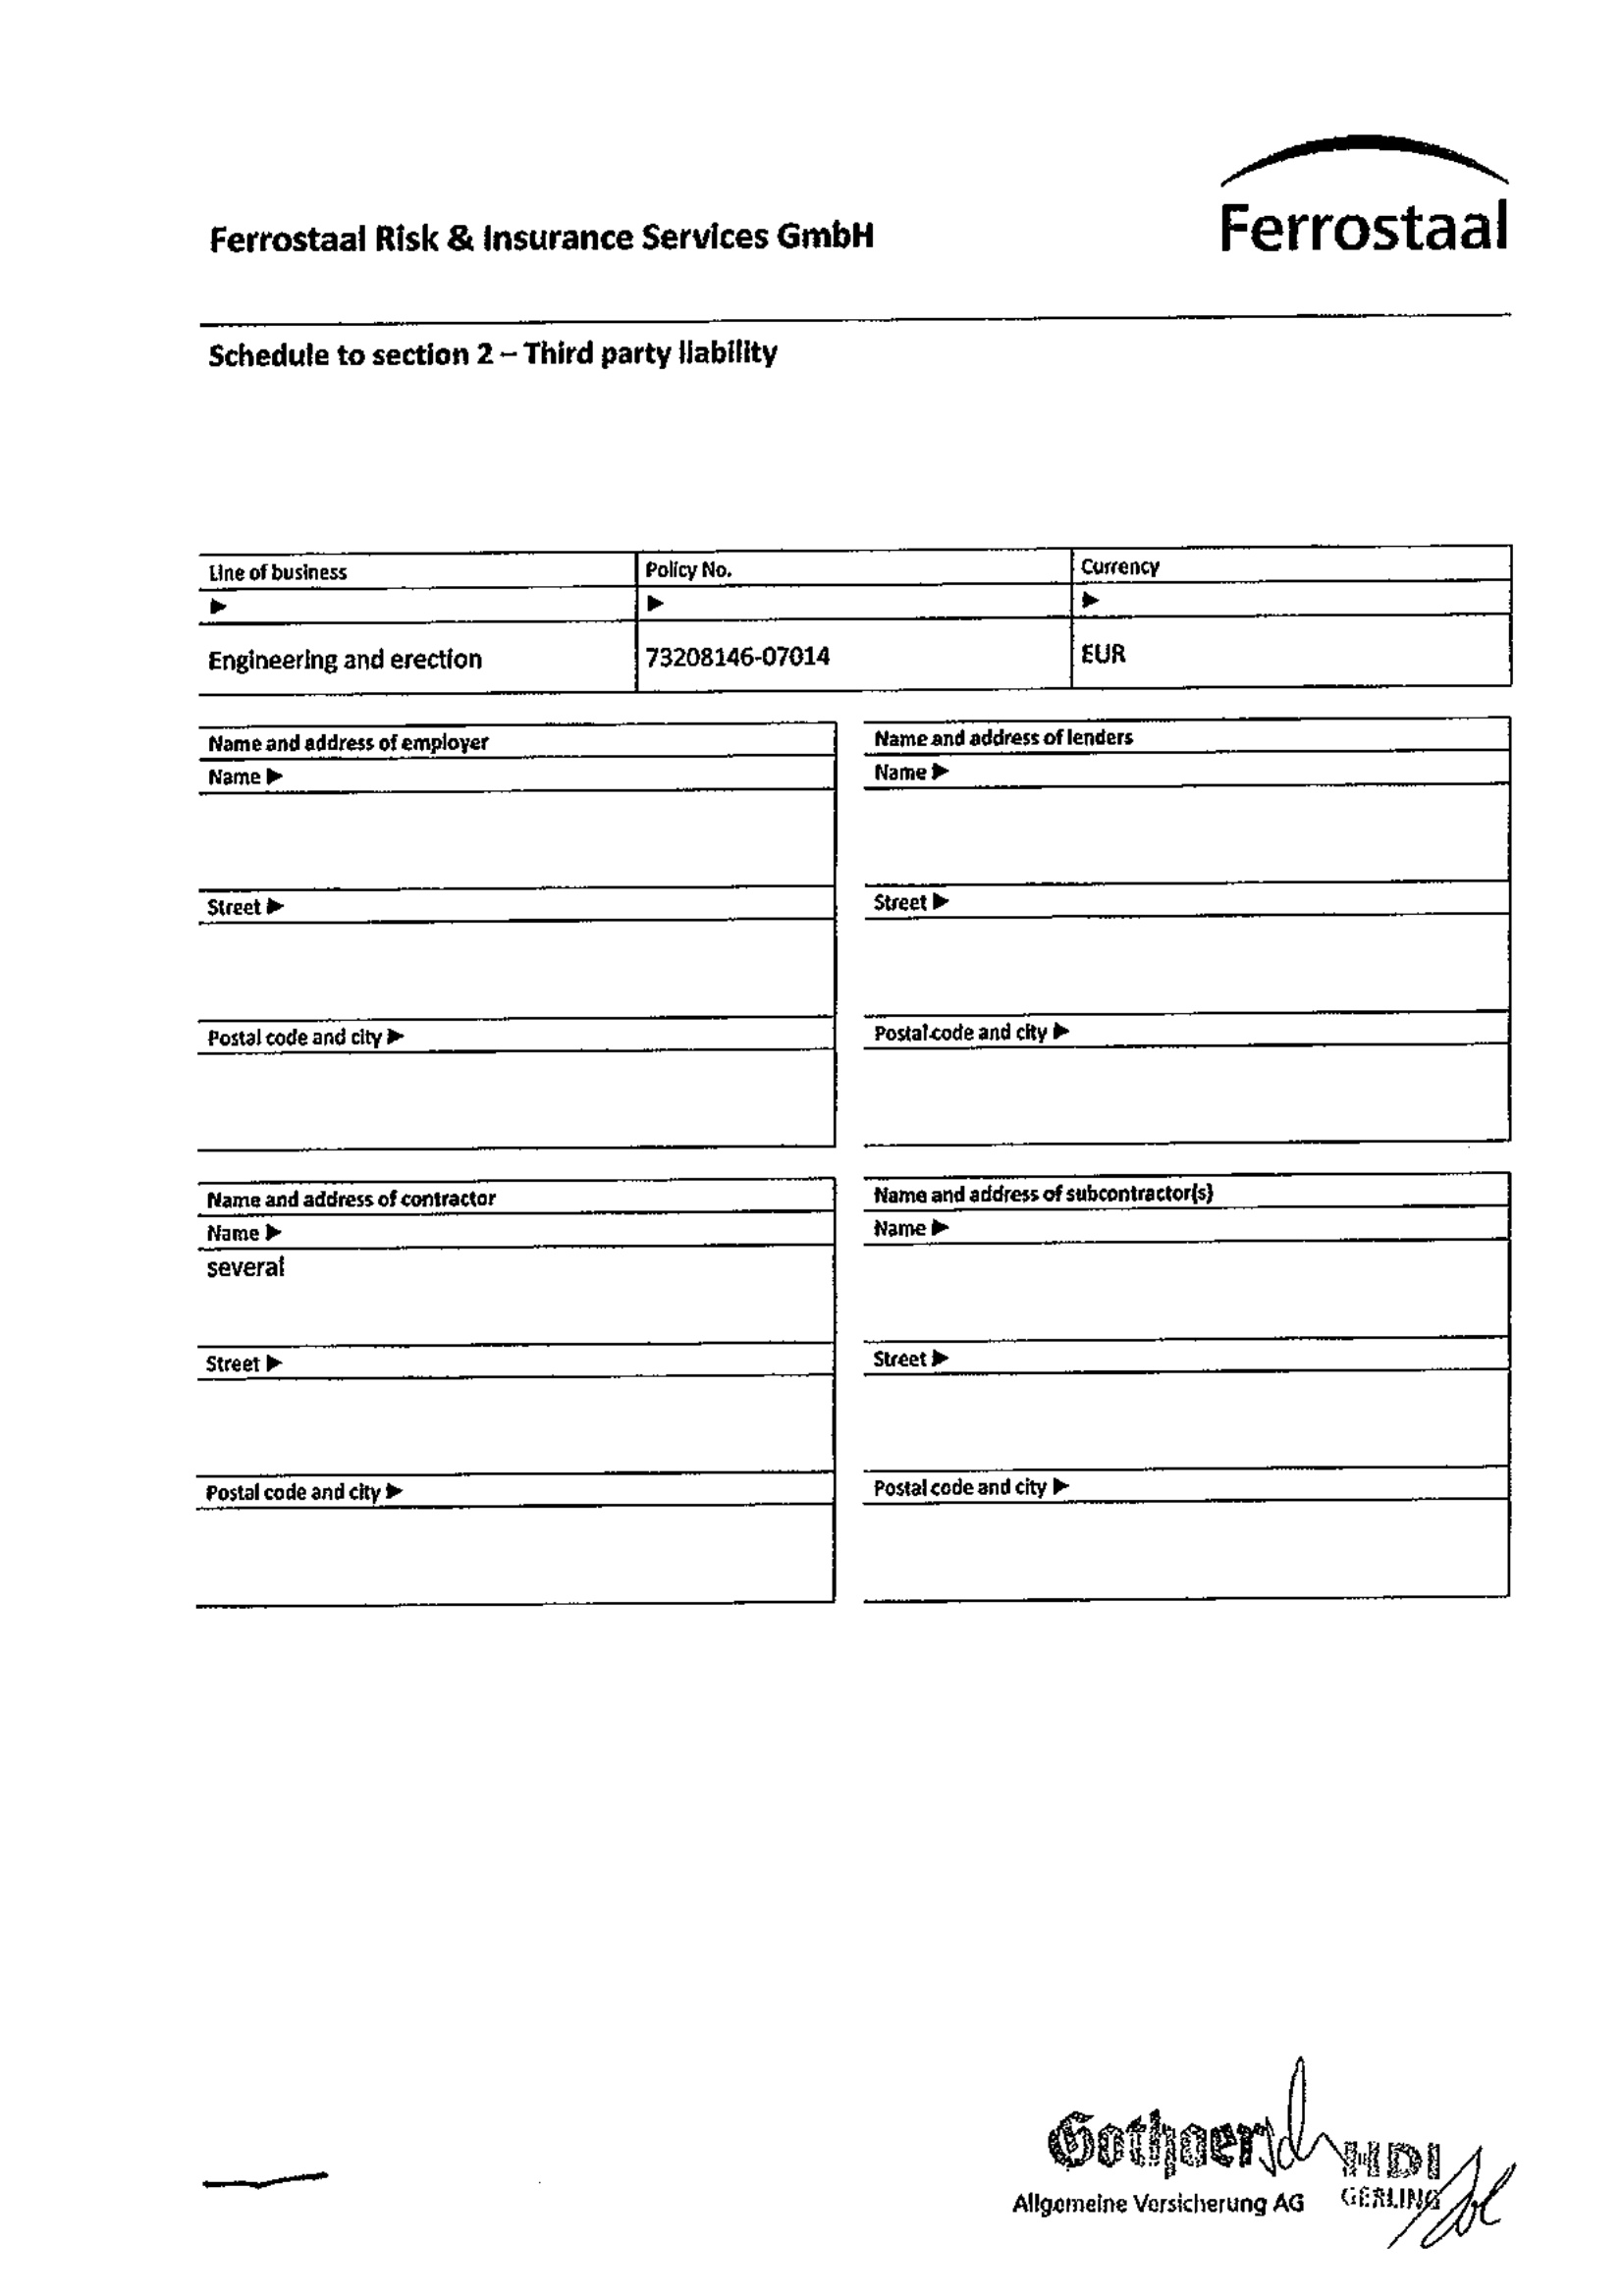 Ferrostaal
Ferrostaal Risk & Insurance Services GmbH
Schedule to section 2 – Third party liability
Line of business
Policy No.
Currency
▶
▶
▶
Engineering and erection
73208146-07014
EUR
Name and address of employer
Name ▶
Street ▶
Postal code and city ▶
Name and address of lenders
Name ▶
Street ▶
Postal code and city ▶
Name and address of contractor
Name ▶
several
Street ▶
Postal code and city ▶
Name and address of subcontractor(s)
Name ▶
Street ▶
Postal code and city ▶
Gothaer
Allgemeine Versicherung AG
HDI
GERLING